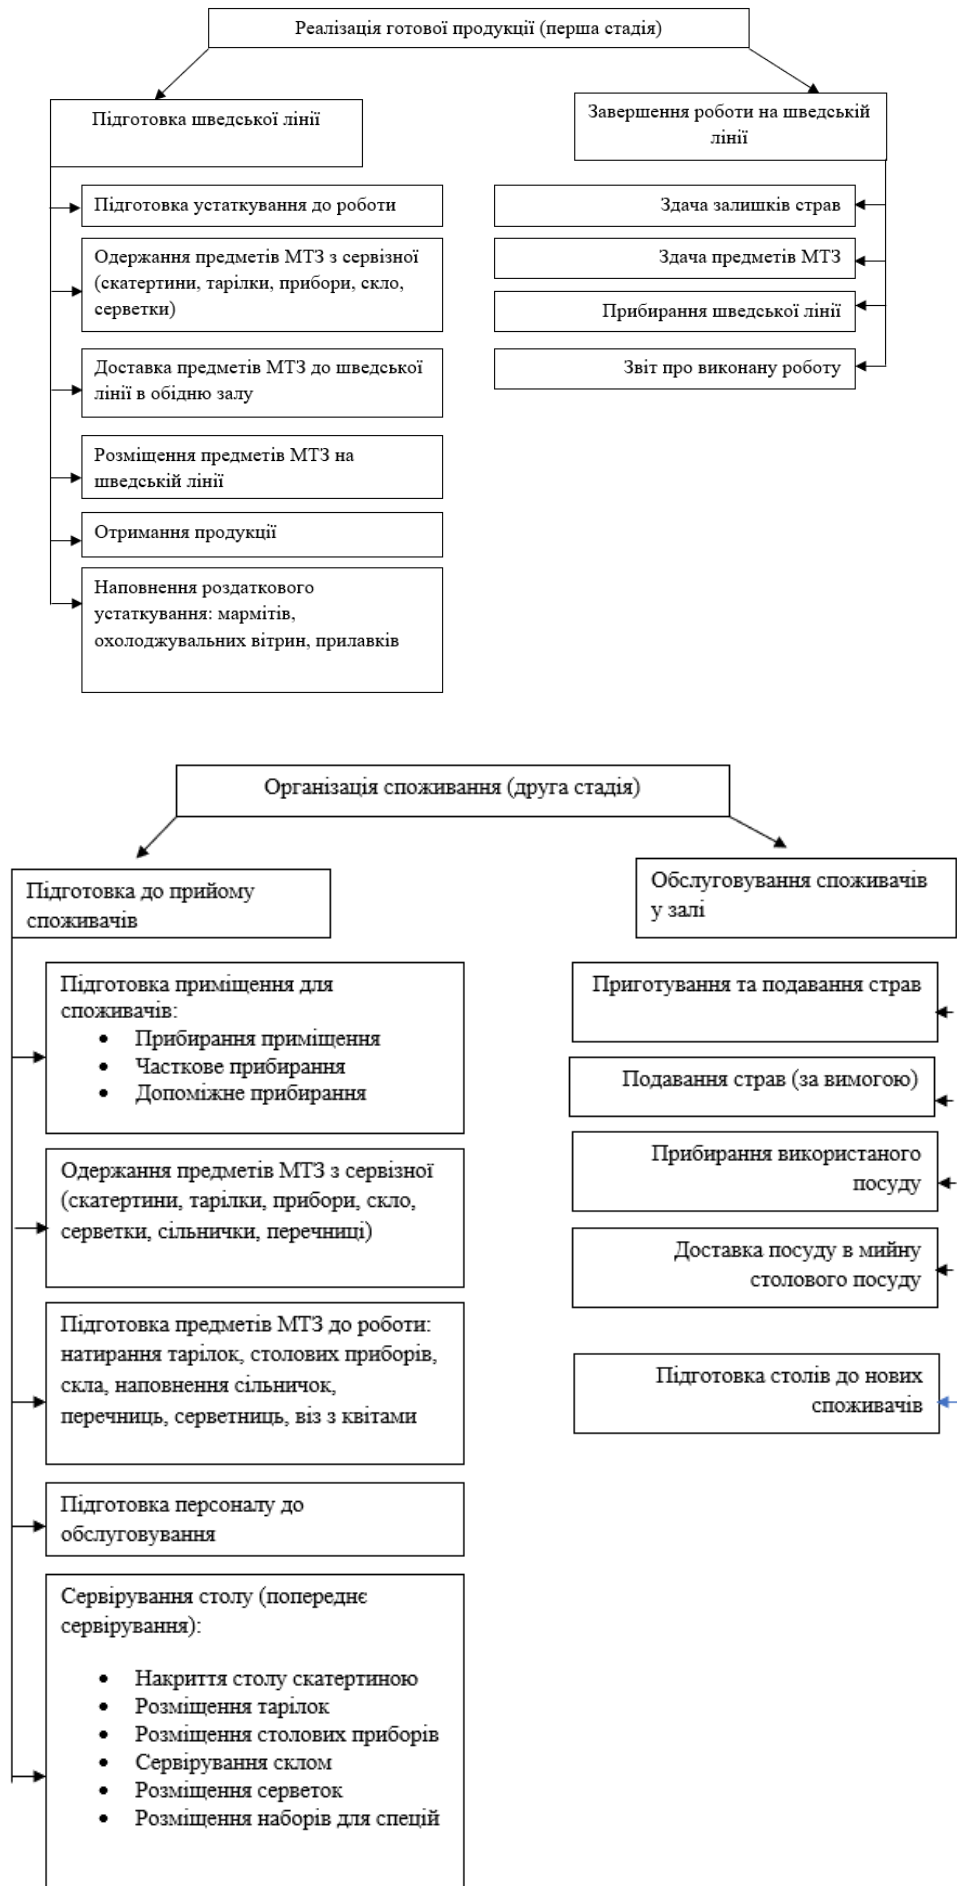 Реалізація готової продукції (перша стадія)
Підготовка шведської лінії
Підготовка устаткування до роботи
Одержання предметів МТЗ з сервізної
(скатертини, тарілки, прибори, скло,
серветки)
Доставка предметів МТЗ до шведської
лінії в обідню залу
Розміщення предметів МТЗ на
шведській лінії
Отримання продукції
Наповнення роздаткового
устаткування: мармітів,
охолоджувальних вітрин, прилавків
Завершення роботи на шведській
лінії
Здача залишків страв
Здача предметів МТЗ
Прибирання шведської лінії
Звіт про виконану роботу
Організація споживання (друга стадія)
Підготовка до прийому
споживачів
Підготовка приміщення для
споживачів:
• Прибирання приміщення
• Часткове прибирання
• Допоміжне прибирання
Одержання предметів МТЗ з сервізної
(скатертини, тарілки, прибори, скло,
серветки, сільнички, перечниці)
Підготовка предметів МТЗ до роботи:
натирання тарілок, столових приборів,
скла, наповнення сільничок,
перечниць, серветниць, віз з квітами
Підготовка персоналу до
обслуговування
Сервірування столу (попереднє
сервірування):
• Накриття столу скатертиною
• Розміщення тарілок
• Розміщення столових приборів
• Сервірування склом
• Розміщення серветок
• Розміщення наборів для спецій
Обслуговування споживачів
у залі
Приготування та подавання страв
Подавання страв (за вимогою)
Прибирання використаного
посуду
Доставка посуду в мийну
столового посуду
Підготовка столів до нових
споживачів